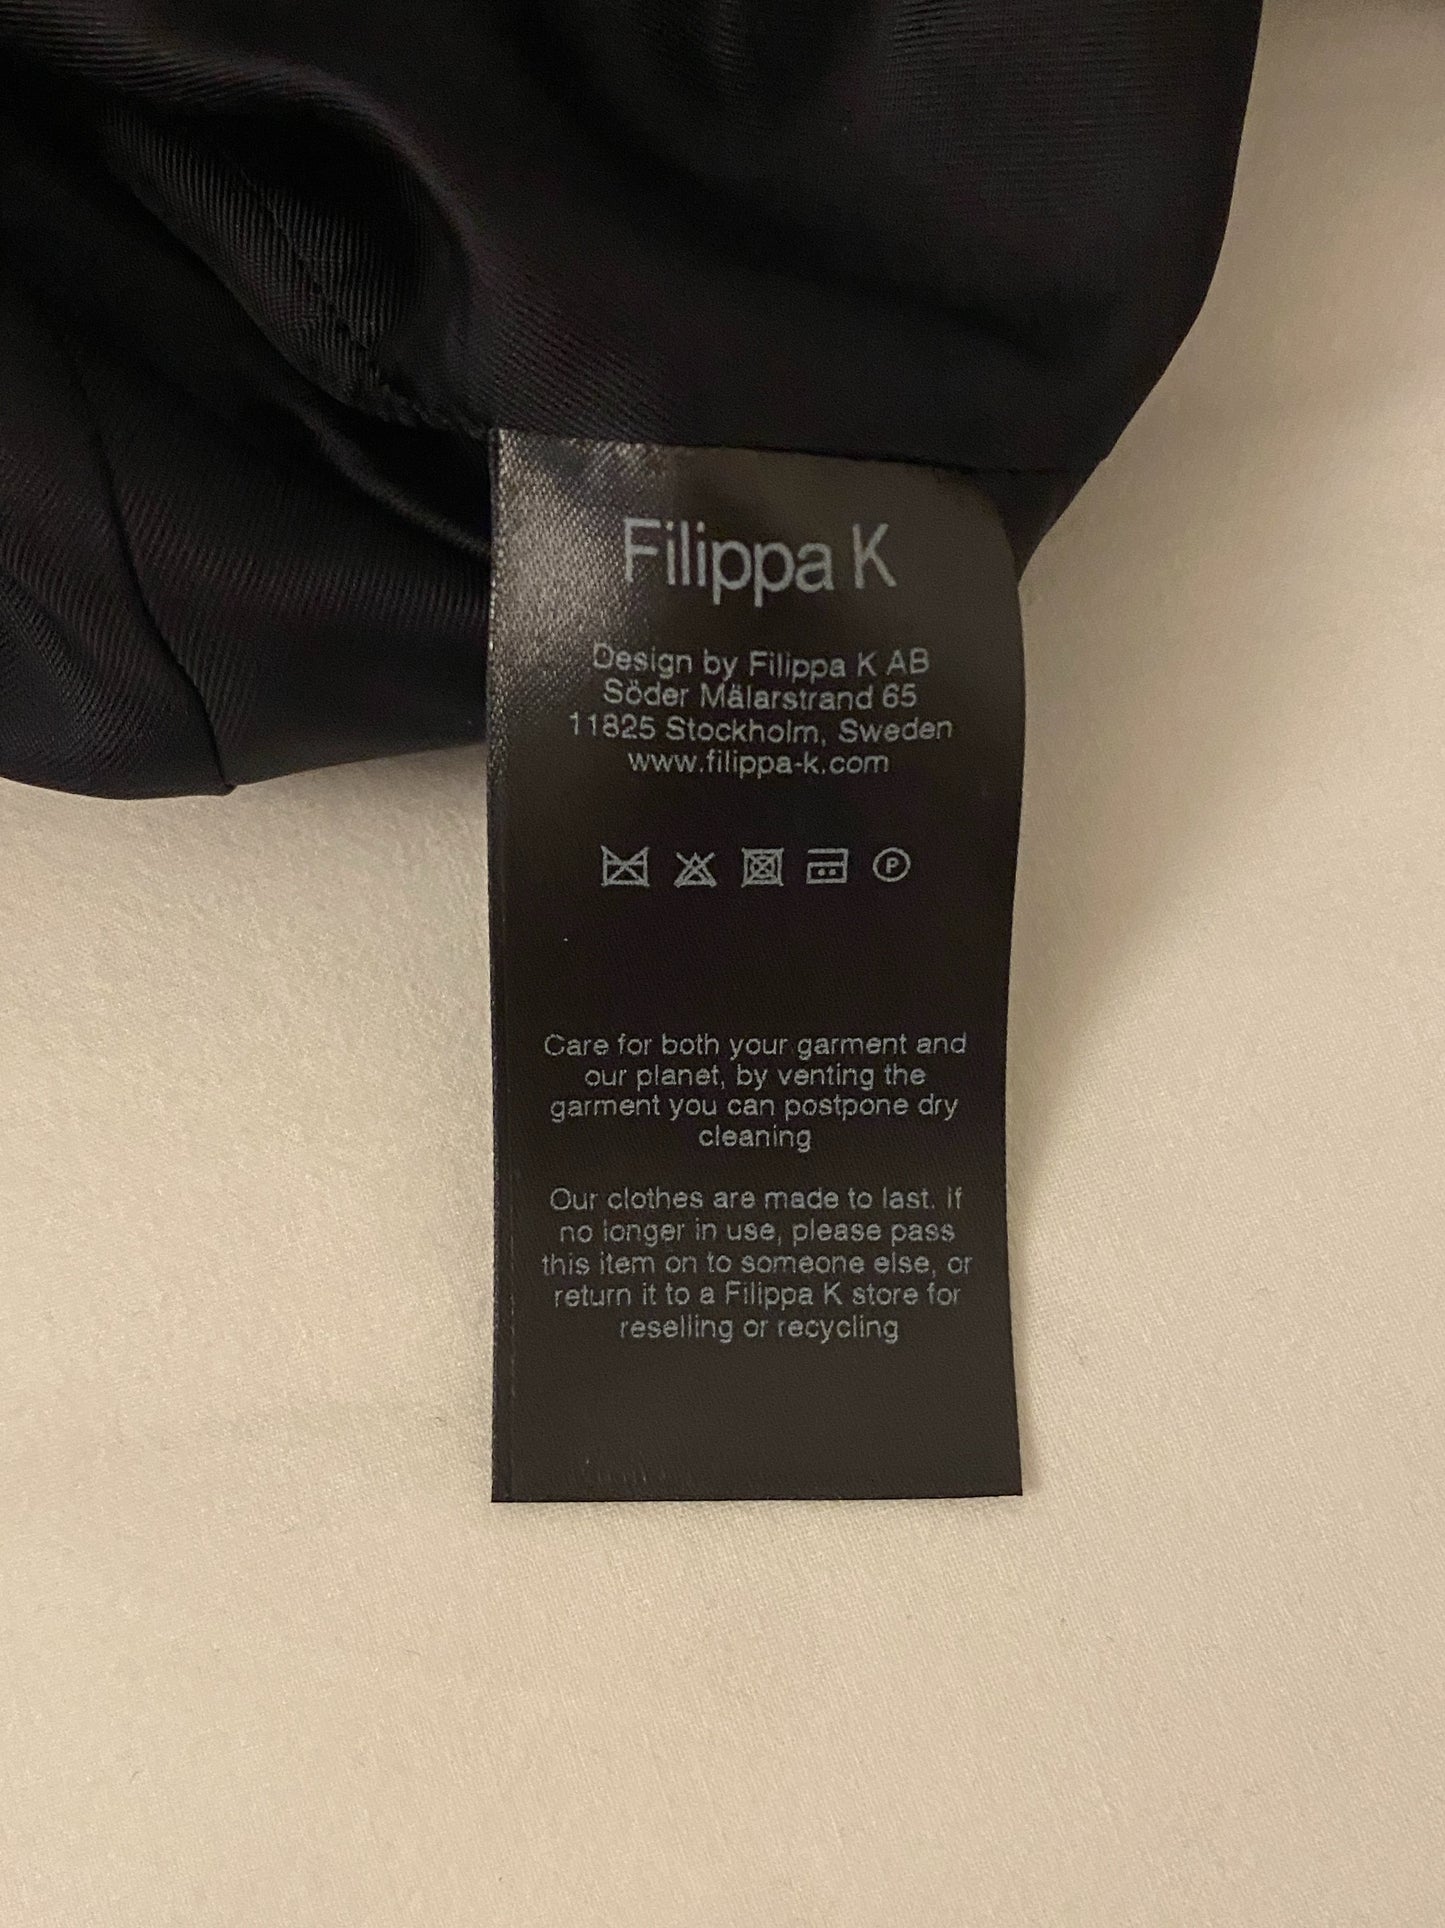 Filippa K
Design by Filippa K AB
Söder Mälarstrand 65
11825 Stockholm, Sweden
www.filippa-k.com
P
Care for both your garment and
our planet, by venting the
garment you can postpone dry
cleaning
Our clothes are made to last. If
no longer in use, please pass
this item on to someone else, or
return it to a Filippa K store for
reselling or recycling